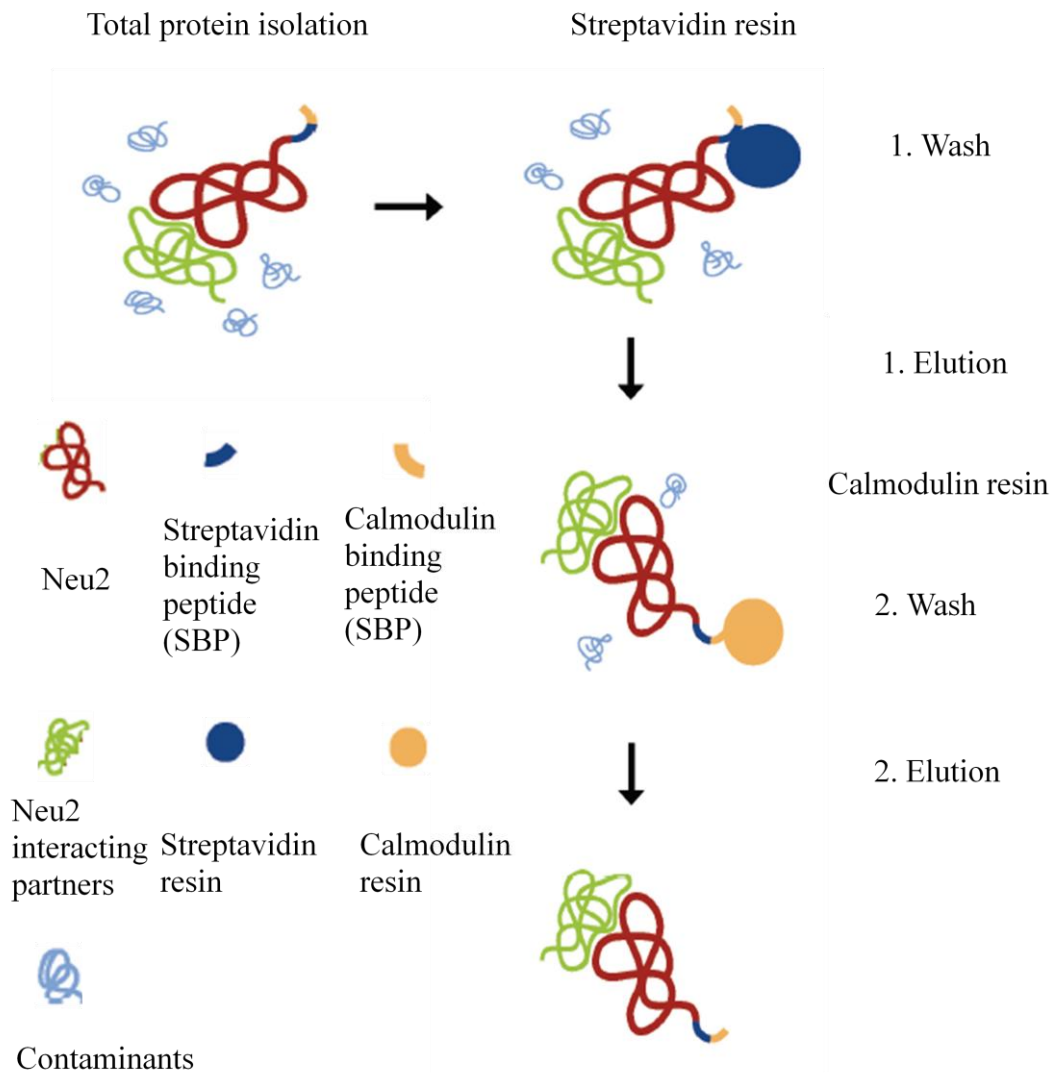 Total protein isolation
Streptavidin resin
1. Wash
1. Elution
Calmodulin resin
2. Wash
2. Elution
Neu2
Streptavidin
binding
peptide
(SBP)
Calmodulin
binding
peptide
(SBP)
Neu2
interacting
partners
Streptavidin
resin
Calmodulin
resin
Contaminants